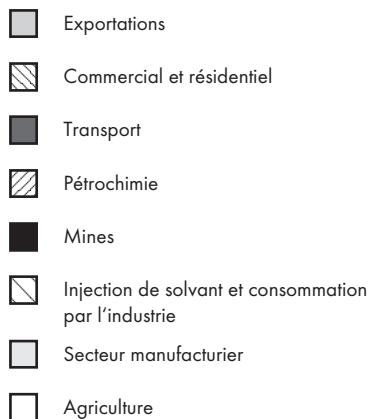 Exportations
Commercial et résidentiel
Transport
Pétrochimie
Mines
Injection de solvant et consommation
par l'industrie
Secteur manufacturier
Agriculture